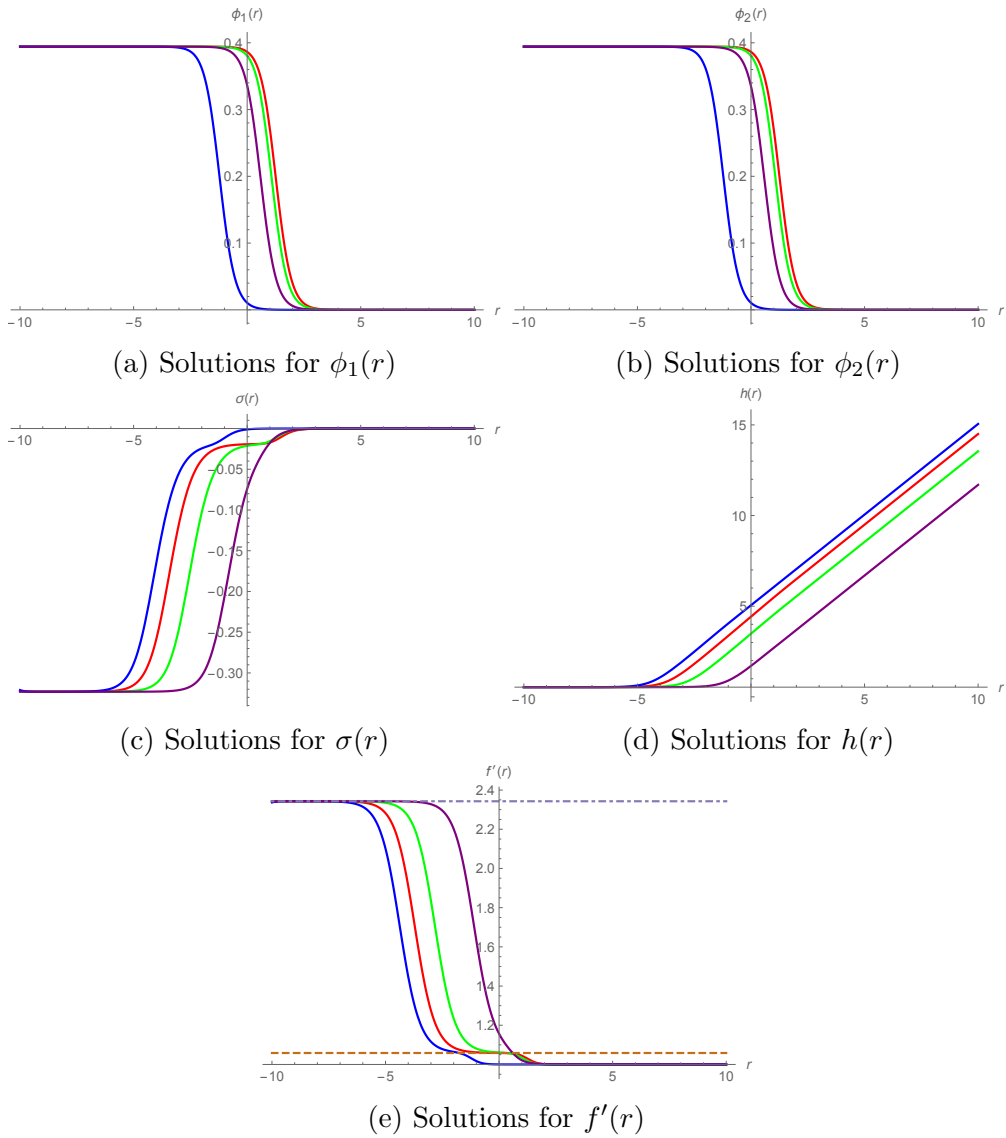 ϕ₁(r)
0.4
0.3
0.2
0.1
−10 −5 5 10 r
(a) Solutions for ϕ₁(r)
ϕ₂(r)
0.4
0.3
0.2
0.1
−10 −5 5 10 r
(b) Solutions for ϕ₂(r)
σ(r)
−10 −5 5 10 r
−0.05
−0.10
−0.15
−0.20
−0.25
−0.30
(c) Solutions for σ(r)
h(r)
15
10
5
−10 −5 5 10 r
(d) Solutions for h(r)
f′(r)
2.4
2.2
2.0
1.8
1.6
1.4
1.2
−10 −5 5 10 r
(e) Solutions for f′(r)